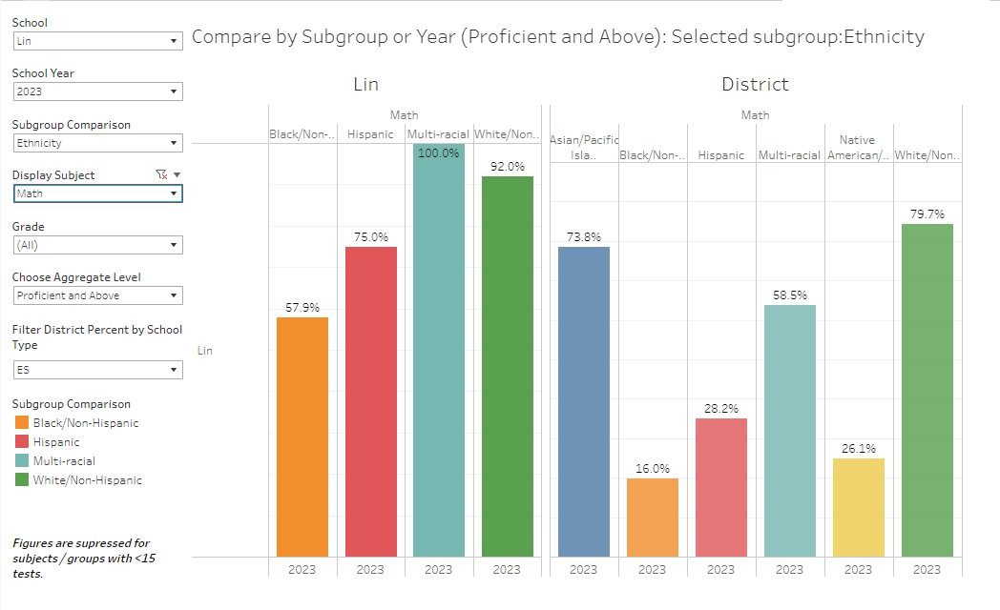 School
Lin
School Year
2023
Subgroup Comparison
Ethnicity
Display Subject
Math
Grade
(All)
Choose Aggregate Level
Proficient and Above
Filter District Percent by School
Type
ES
Subgroup Comparison
Black/Non-Hispanic
Hispanic
Multi-racial
White/Non-Hispanic
Figures are supressed for
subjects / groups with <15
tests.
Compare by Subgroup or Year (Proficient and Above): Selected subgroup:Ethnicity
Lin
Math
Black/Non-.. Hispanic Multi-racial White/Non..
100.0%
92.0%
75.0%
57.9%
Lin
2023 2023 2023 2023
District
Math
Asian/Pacific
Isla.. Black/Non-.. Hispanic Multi-racial Native
American/.. White/Non..
79.7%
73.8%
58.5%
28.2%
26.1%
16.0%
2023 2023 2023 2023 2023 2023